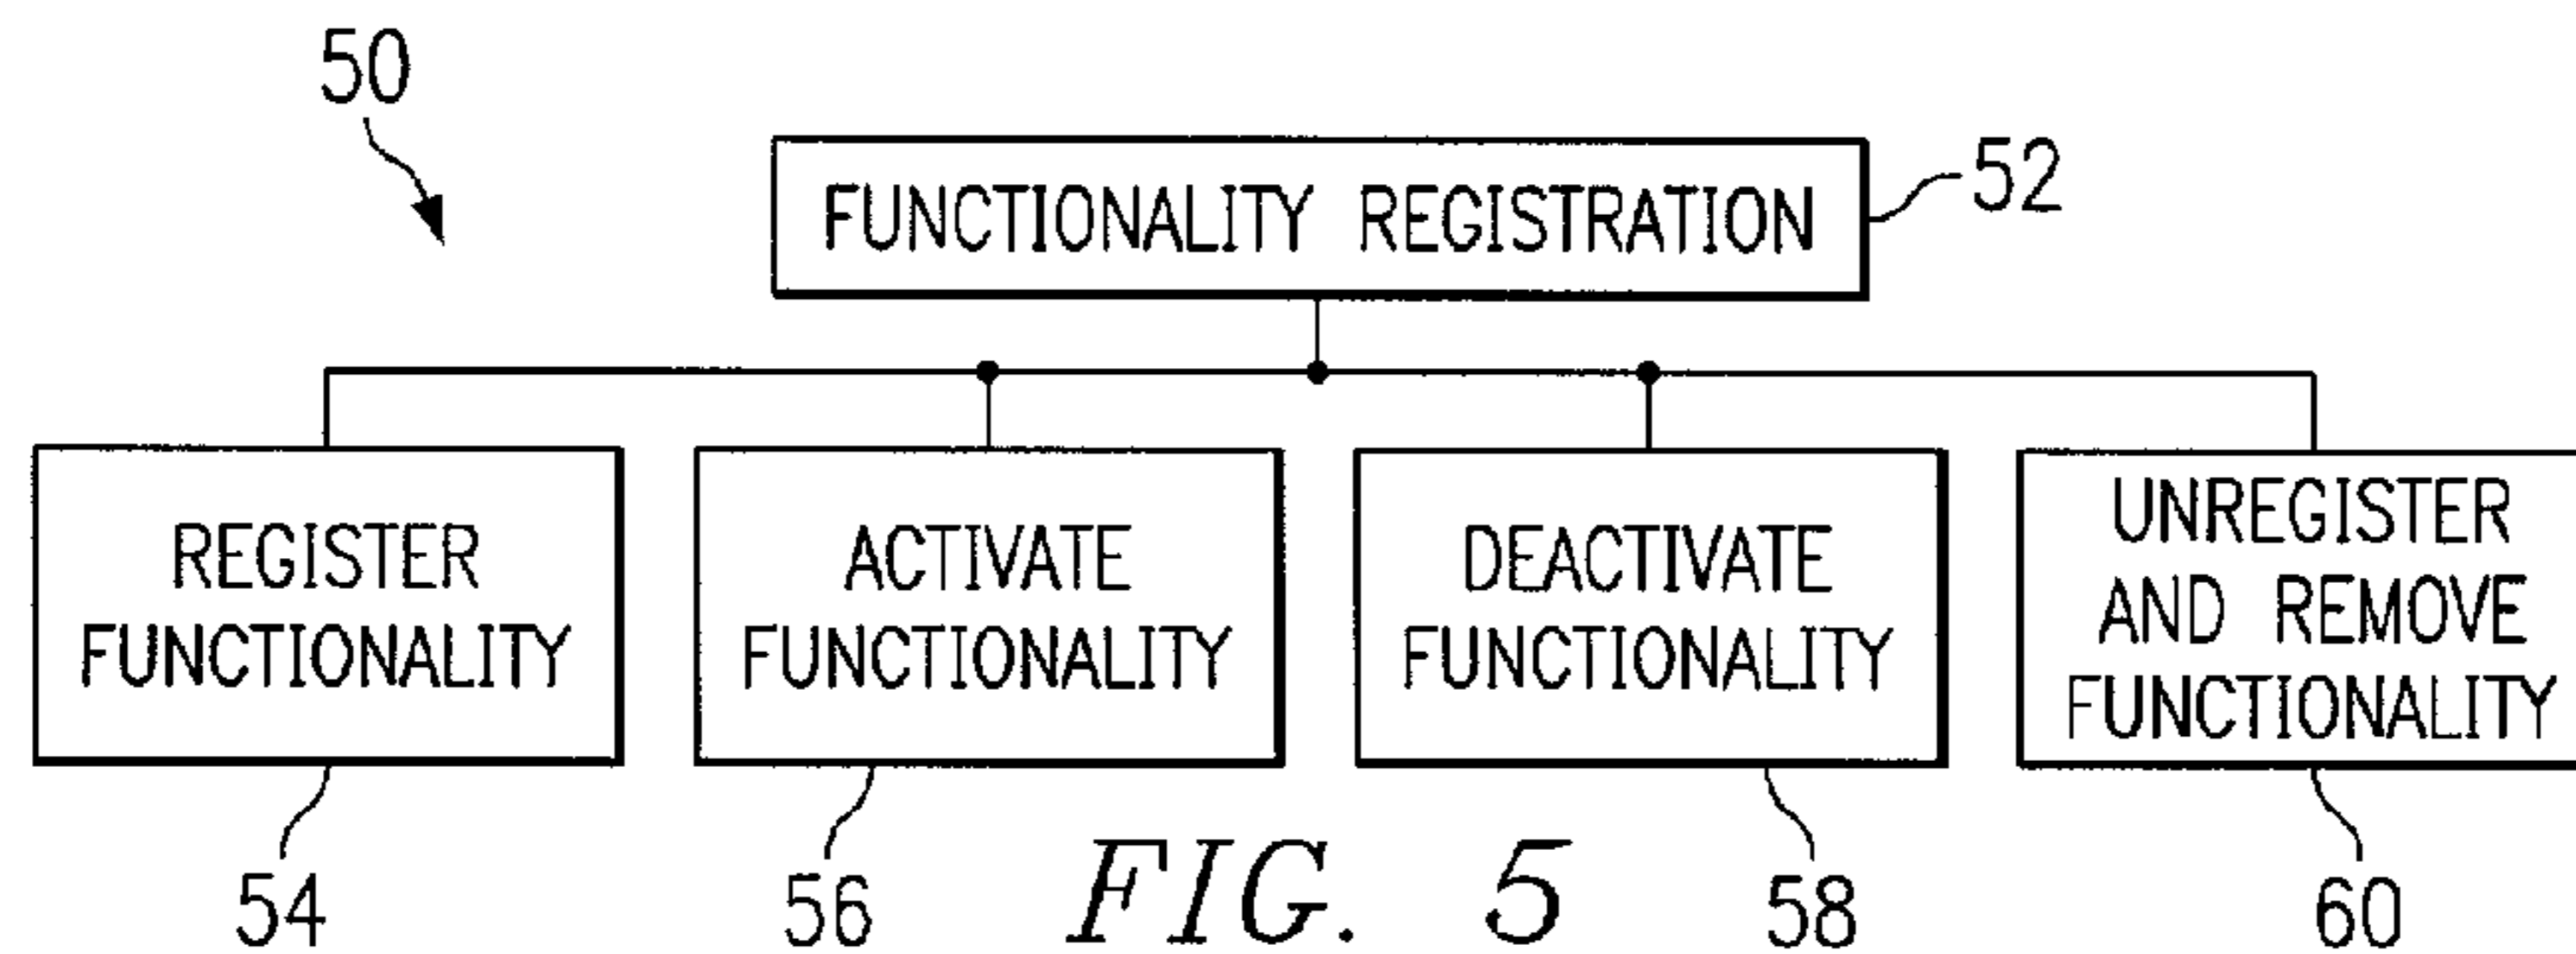 50
FUNCTIONALITY REGISTRATION
52
REGISTER
FUNCTIONALITY
54
ACTIVATE
FUNCTIONALITY
56
DEACTIVATE
FUNCTIONALITY
58
UNREGISTER
AND REMOVE
FUNCTIONALITY
60
FIG. 5